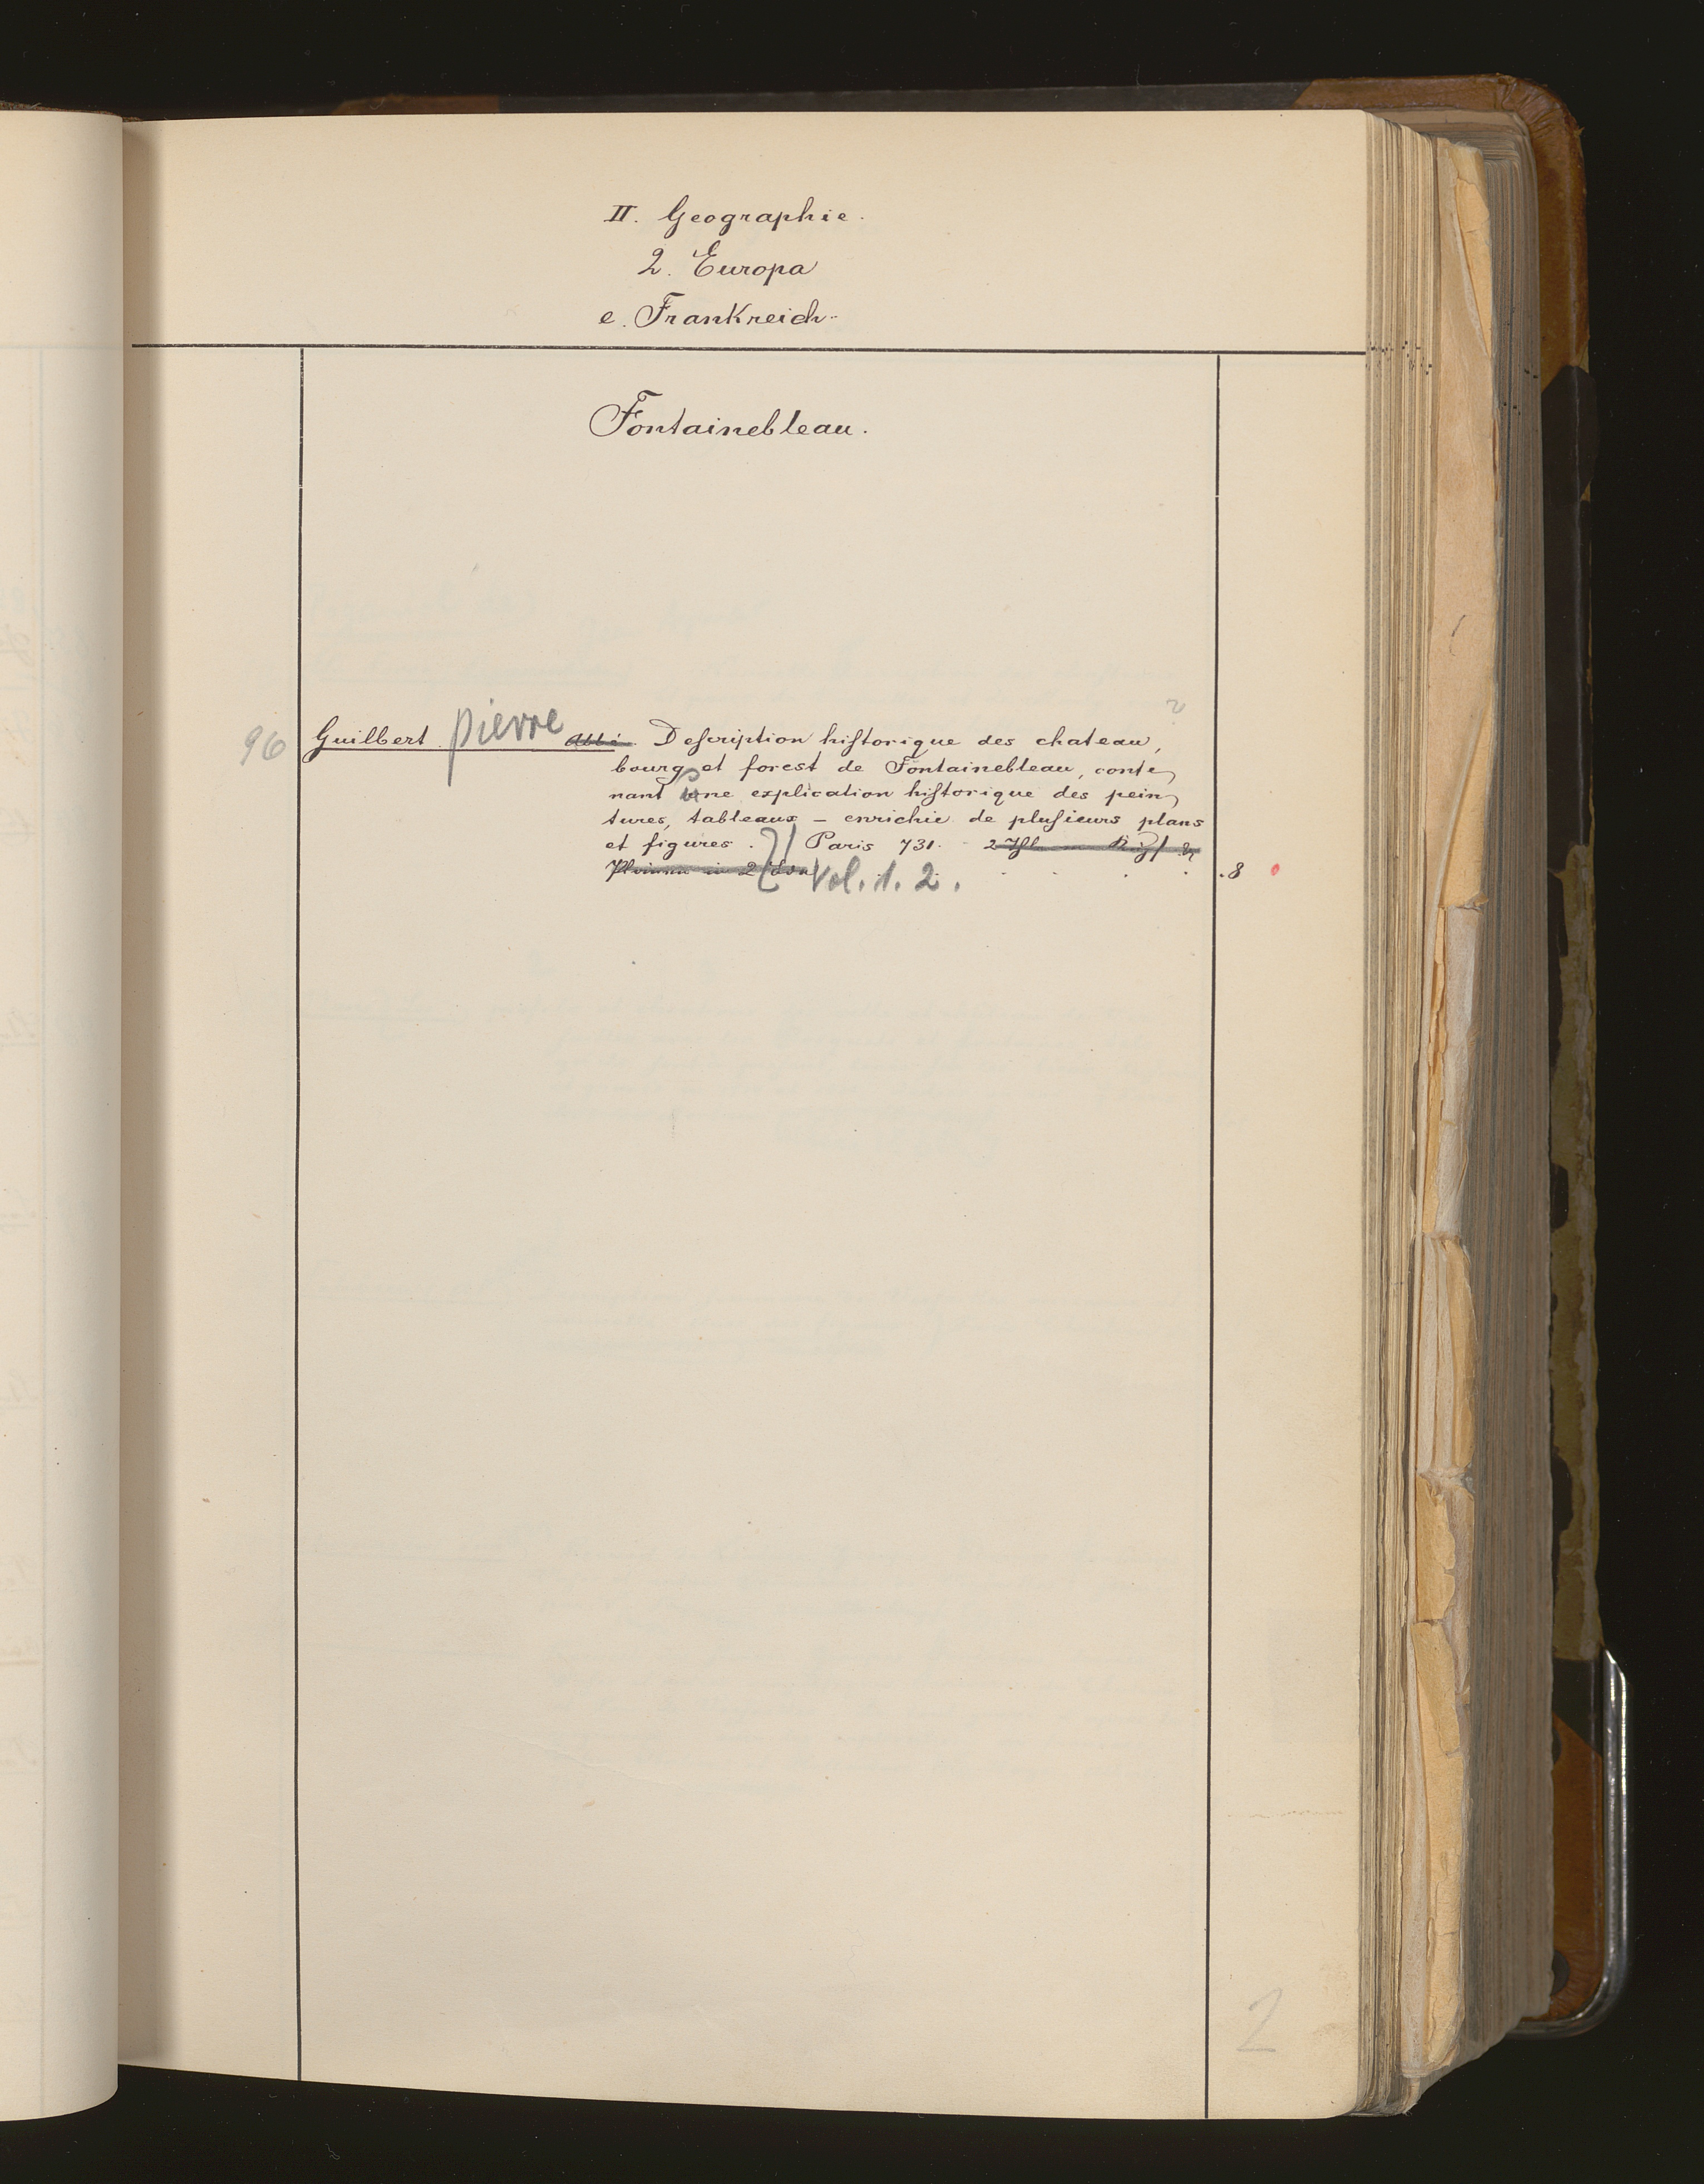 II. Geographie.
2. Europa
e. Frankreich.
Fontainebleau.
96 Guilbert Pierre Abbé. Description historique des chateau,
bourg et forest de Fontainebleau, conte,
nant une explication historique des pein,
tures, tableaux – enrichie de plusieurs plans
et figures . Paris 731. 2
Vol. 1. 2. . 8
2